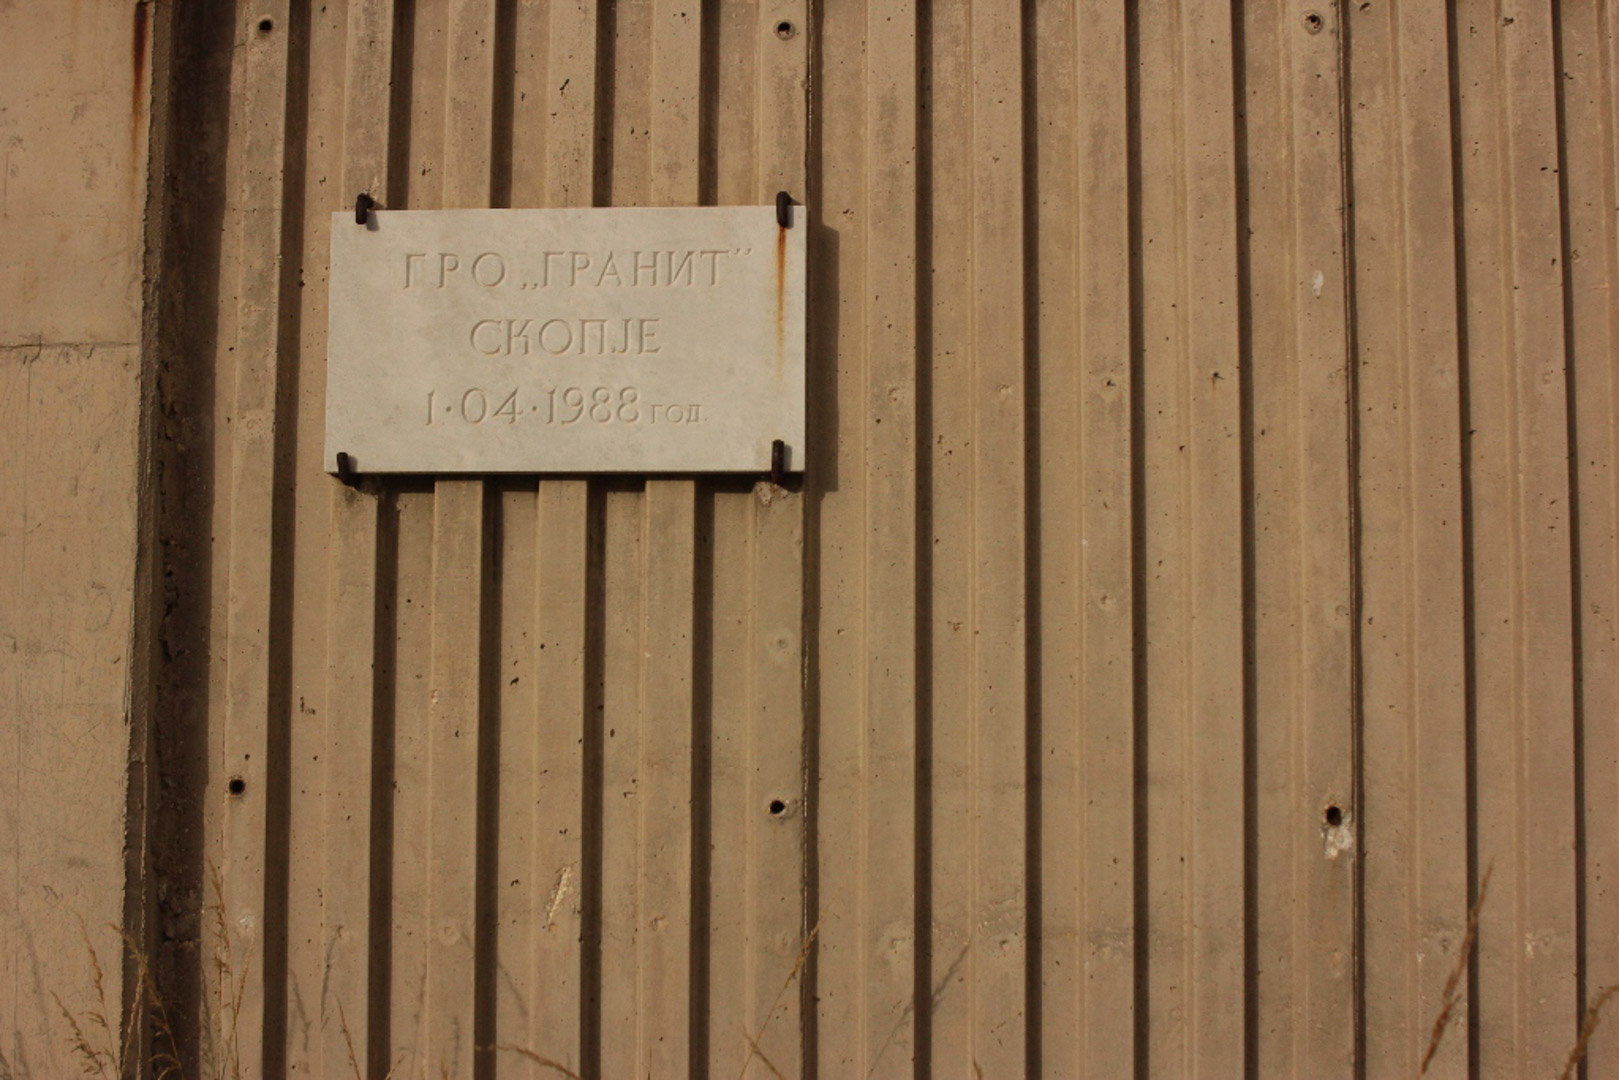 ГРО „ГРАНИТ”
СКОПЈЕ
1·04·1988 год.